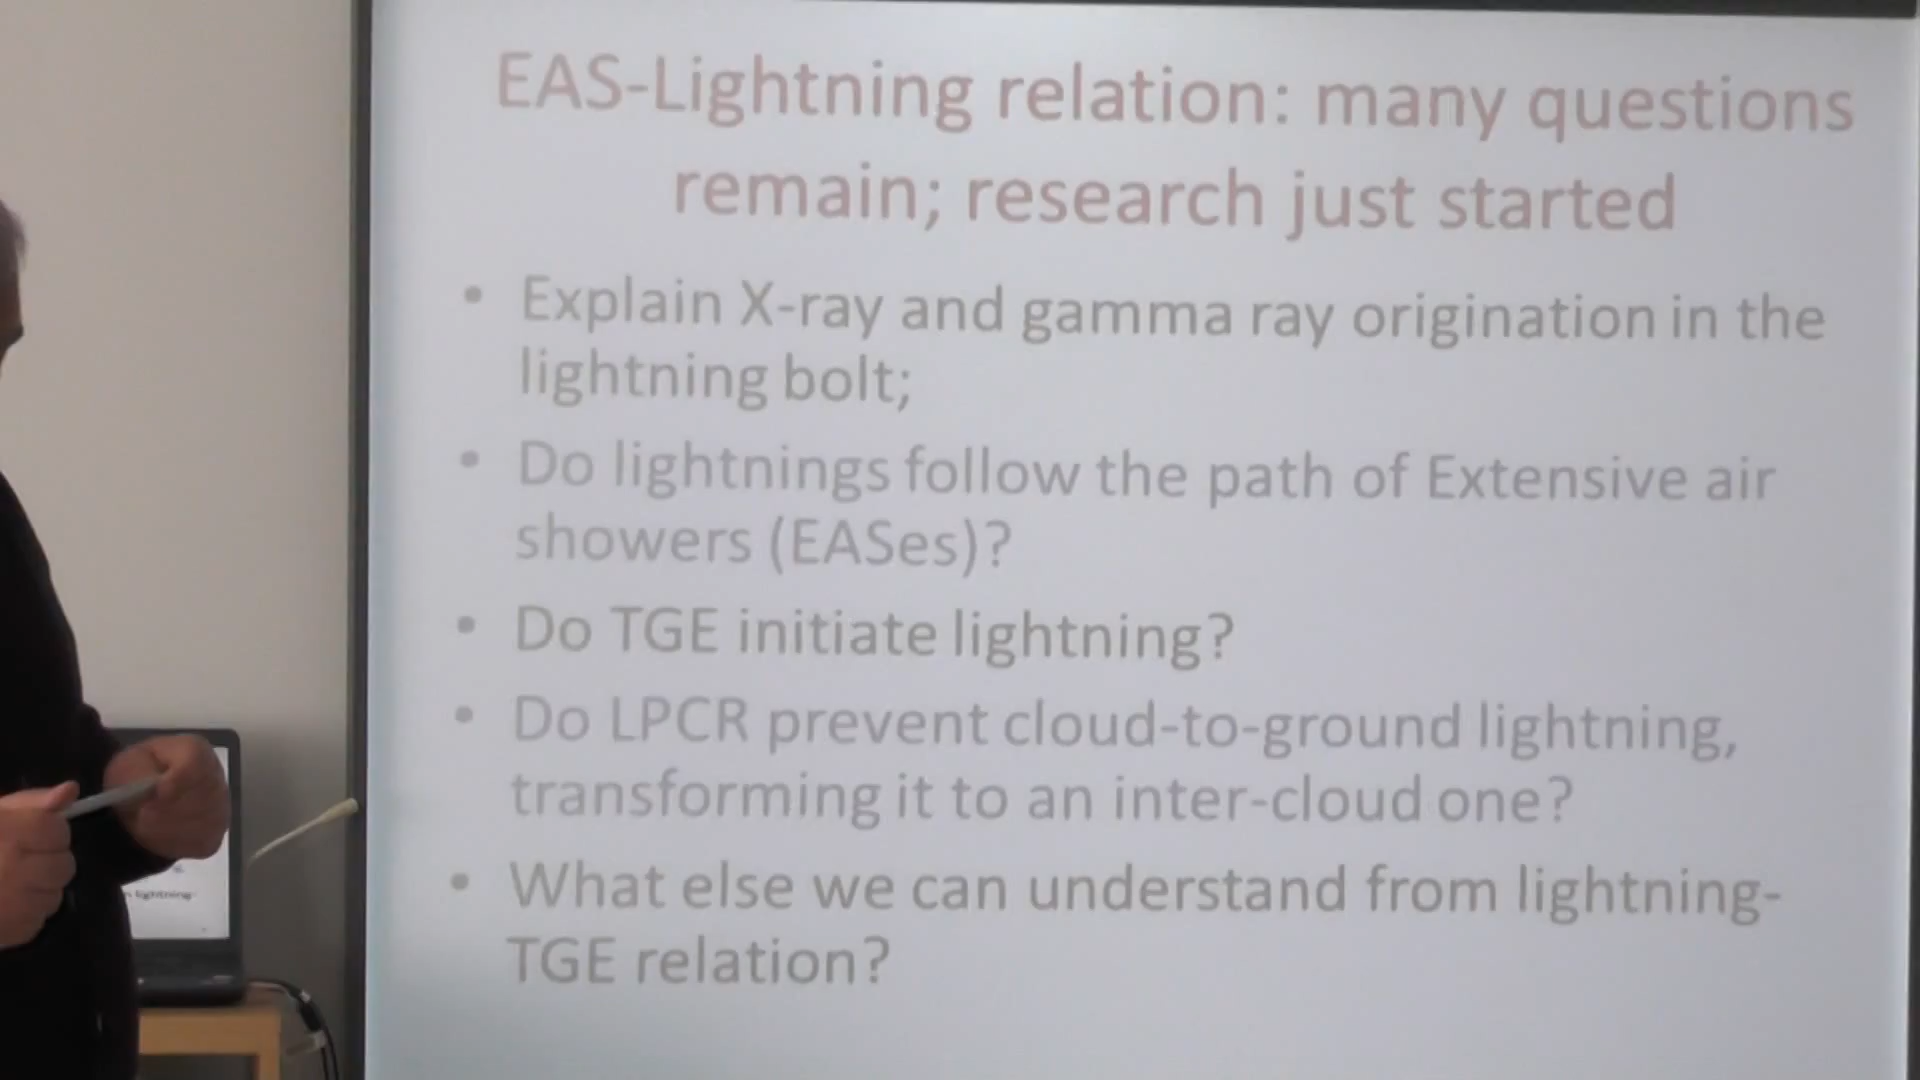 EAS-Lightning relation: many questions
remain; research just started
• Explain X-ray and gamma ray origination in the
lightning bolt;
• Do lightnings follow the path of Extensive air
showers (EASes)?
• Do TGE initiate lightning?
• Do LPCR prevent cloud-to-ground lightning,
transforming it to an inter-cloud one?
• What else we can understand from lightning-
TGE relation?
lightning